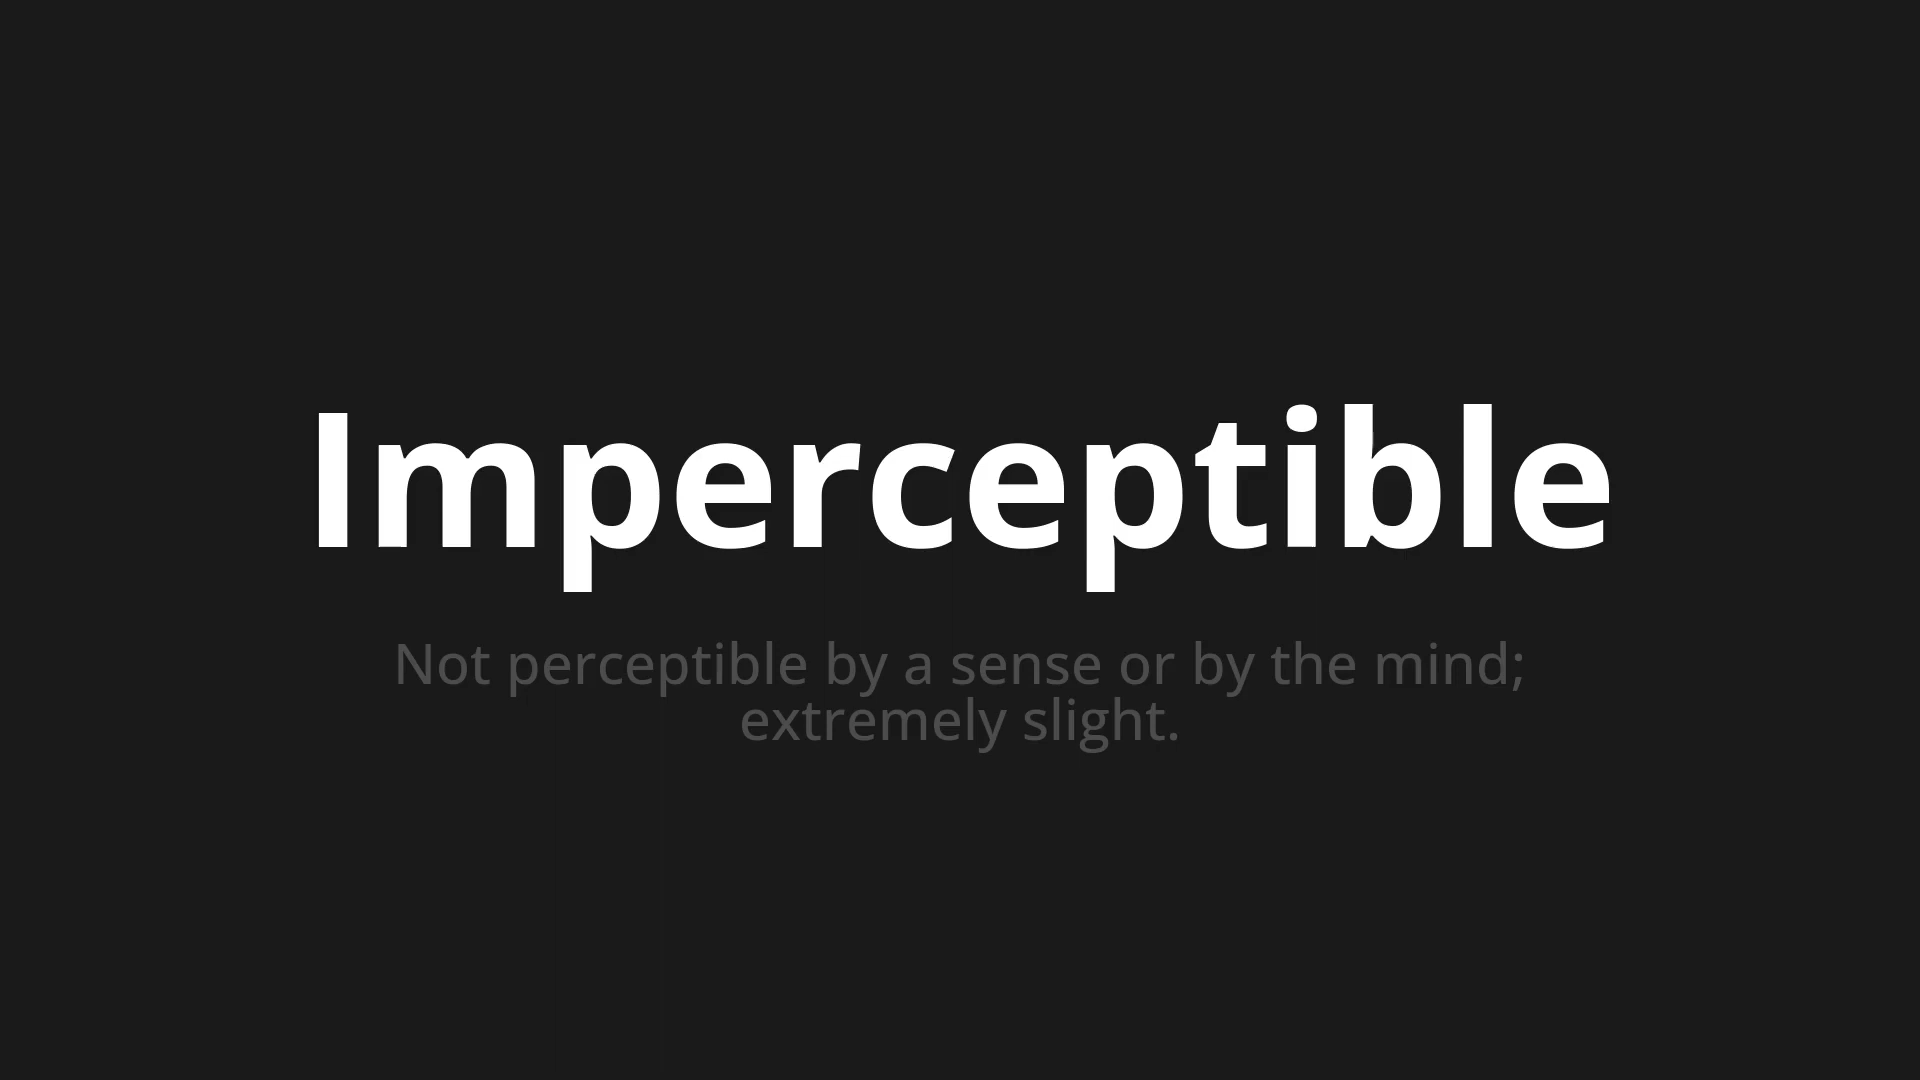 Imperceptible
Not perceptible by a sense or by the mind;
extremely slight.